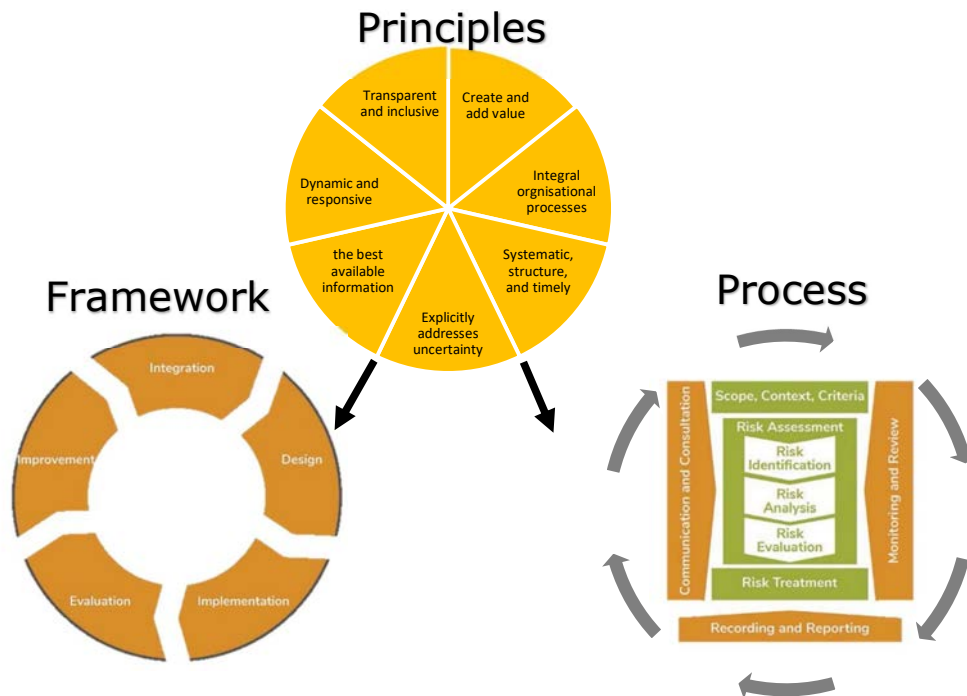 Principles
Transparent
and inclusive
Create and
add value
Dynamic and
responsive
Integral
orgnisational
processes
the best
available
information
Systematic,
structure,
and timely
Explicitly
addresses
uncertainty
Framework
Integration
Improvement
Design
Evaluation
Implementation
Process
Scope, Context, Criteria
Communication and Consultation
Risk Assessment
Risk
Identification
Risk
Analysis
Risk
Evaluation
Monitoring and Review
Risk Treatment
Recording and Reporting